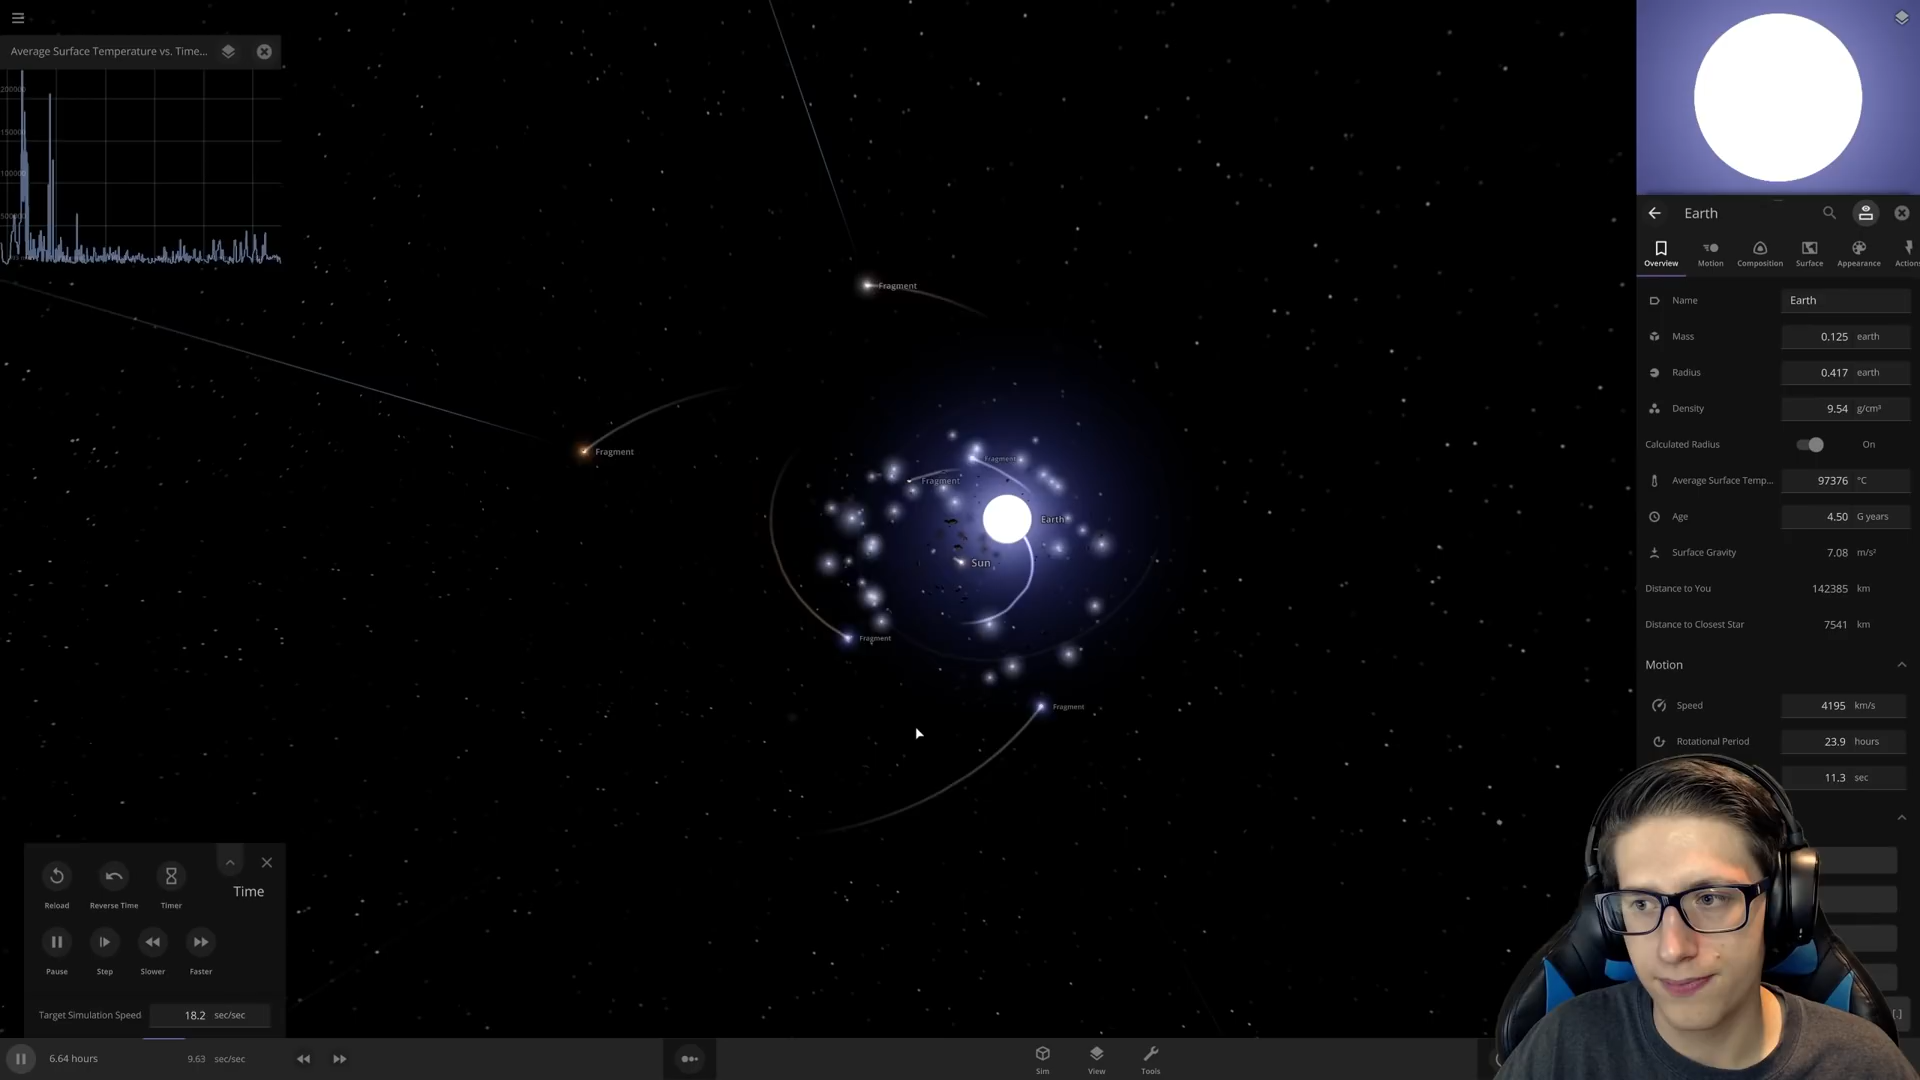 Average Surface Temperature vs. Time...
200000
150000
100000
Fragment
Fragment
Fragment
Fragment
Earth
Sun
Fragment
Fragment
Earth
Overview
Motion
Composition
Surface
Appearance
Actions
Name Earth
Mass 0.125 earth
Radius 0.417 earth
Density 9.54 g/cm³
Calculated Radius On
Average Surface Temp... 97376 °C
Age 4.50 G years
Surface Gravity 7.08 m/s²
Distance to You 142385 km
Distance to Closest Star 7541 km
Motion
Speed 4195 km/s
Rotational Period 23.9 hours
11.3 sec
[.]
Time
Reload
Reverse Time
Timer
Pause
Step
Slower
Faster
Target Simulation Speed 18.2 sec/sec
6.64 hours 9.63 sec/sec
Sim
View
Tools